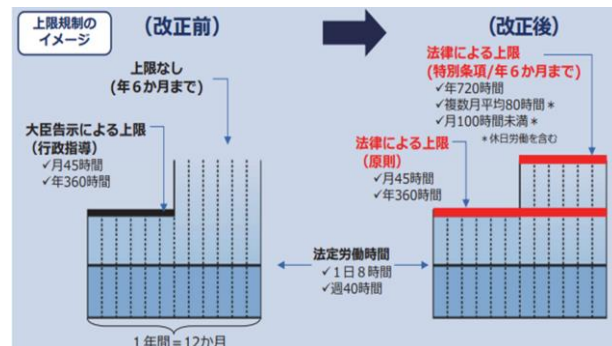 上限規制の
イメージ
（改正前）
（改正後）
上限なし
（年６か月まで）
大臣告示による上限
（行政指導）
✓月45時間
✓年360時間
法律による上限
（特別条項/年６か月まで）
✓年720時間
✓複数月平均80時間＊
✓月100時間未満＊
＊休日労働を含む
法律による上限
（原則）
✓月45時間
✓年360時間
法定労働時間
✓１日８時間
✓週40時間
１年間＝12か月